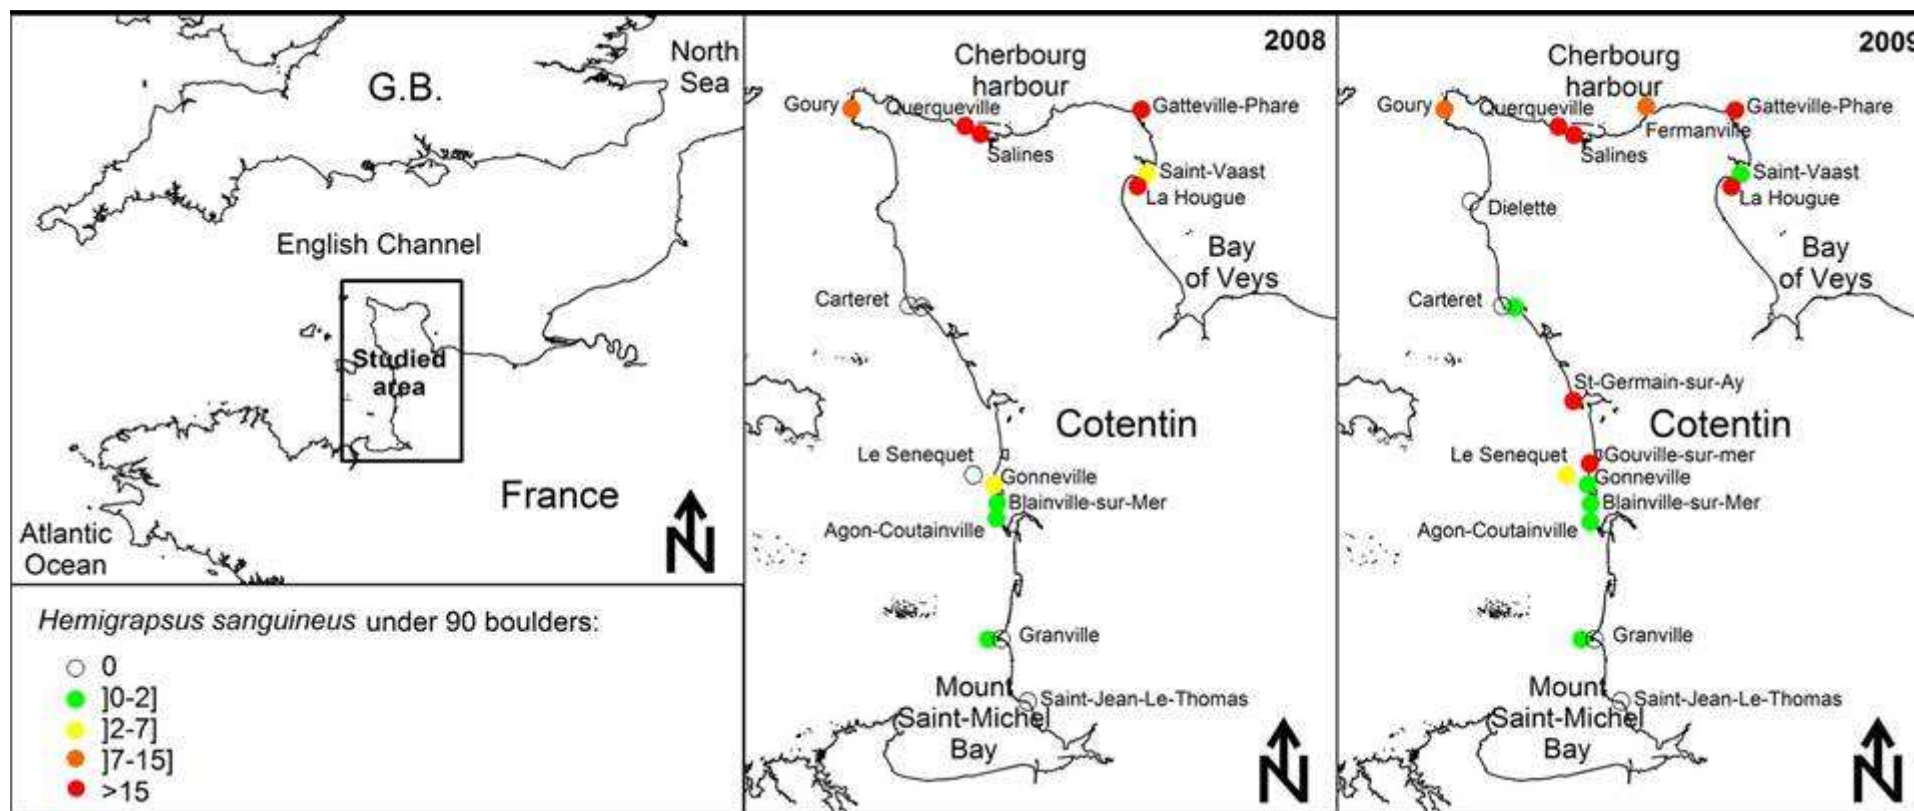 North
Sea
G.B.
English Channel
Studied
area
France
Atlantic
Ocean
N
Hemigrapsus sanguineus under 90 boulders:
0
]0-2]
]2-7]
]7-15]
>15
2008
Cherbourg
harbour
Goury
Querqueville
Gatteville-Phare
Salines
Saint-Vaast
La Hougue
Bay
of Veys
Carteret
Cotentin
Le Senequet
Gonneville
Blainville-sur-Mer
Agon-Coutainville
Granville
Mount
Saint-Jean-Le-Thomas
Saint-Michel
Bay
N
2009
Cherbourg
harbour
Goury
Querqueville
Gatteville-Phare
Fermanville
Salines
Saint-Vaast
La Hougue
Dielette
Bay
of Veys
Carteret
St-Germain-sur-Ay
Cotentin
Le Senequet
Gouville-sur-mer
Gonneville
Blainville-sur-Mer
Agon-Coutainville
Granville
Mount
Saint-Jean-Le-Thomas
Saint-Michel
Bay
N